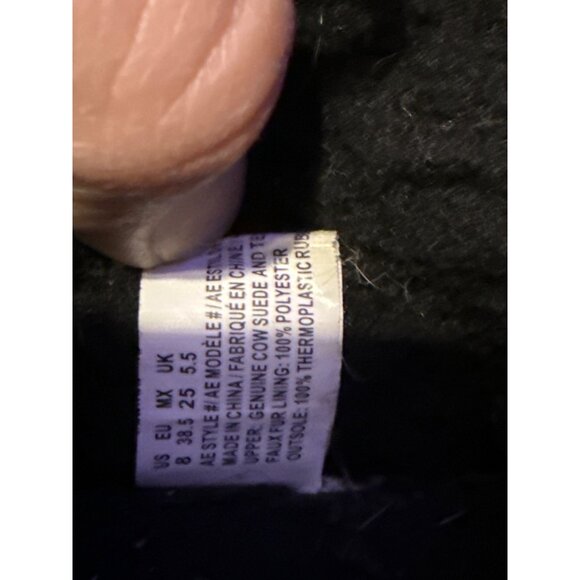 US EU MX UK
8 38.5 25 5.5
AE STYLE#/AE MODÈLE#/AE ESTIL
MADE IN CHINA/FABRIQUÉ EN CHINE
UPPER: GENUINE COW SUEDE AND TE
FAUX FUR LINING: 100% POLYESTER
OUTSOLE: 100% THERMOPLASTIC RUB